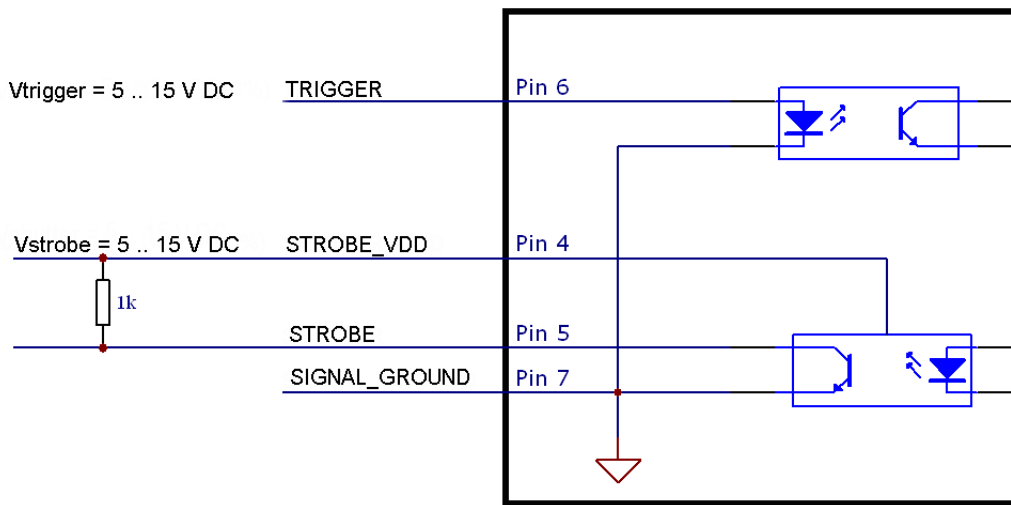 Vtrigger = 5 .. 15 V DC
TRIGGER
Pin 6
Vstrobe = 5 .. 15 V DC
STROBE_VDD
Pin 4
1k
STROBE
Pin 5
SIGNAL_GROUND
Pin 7